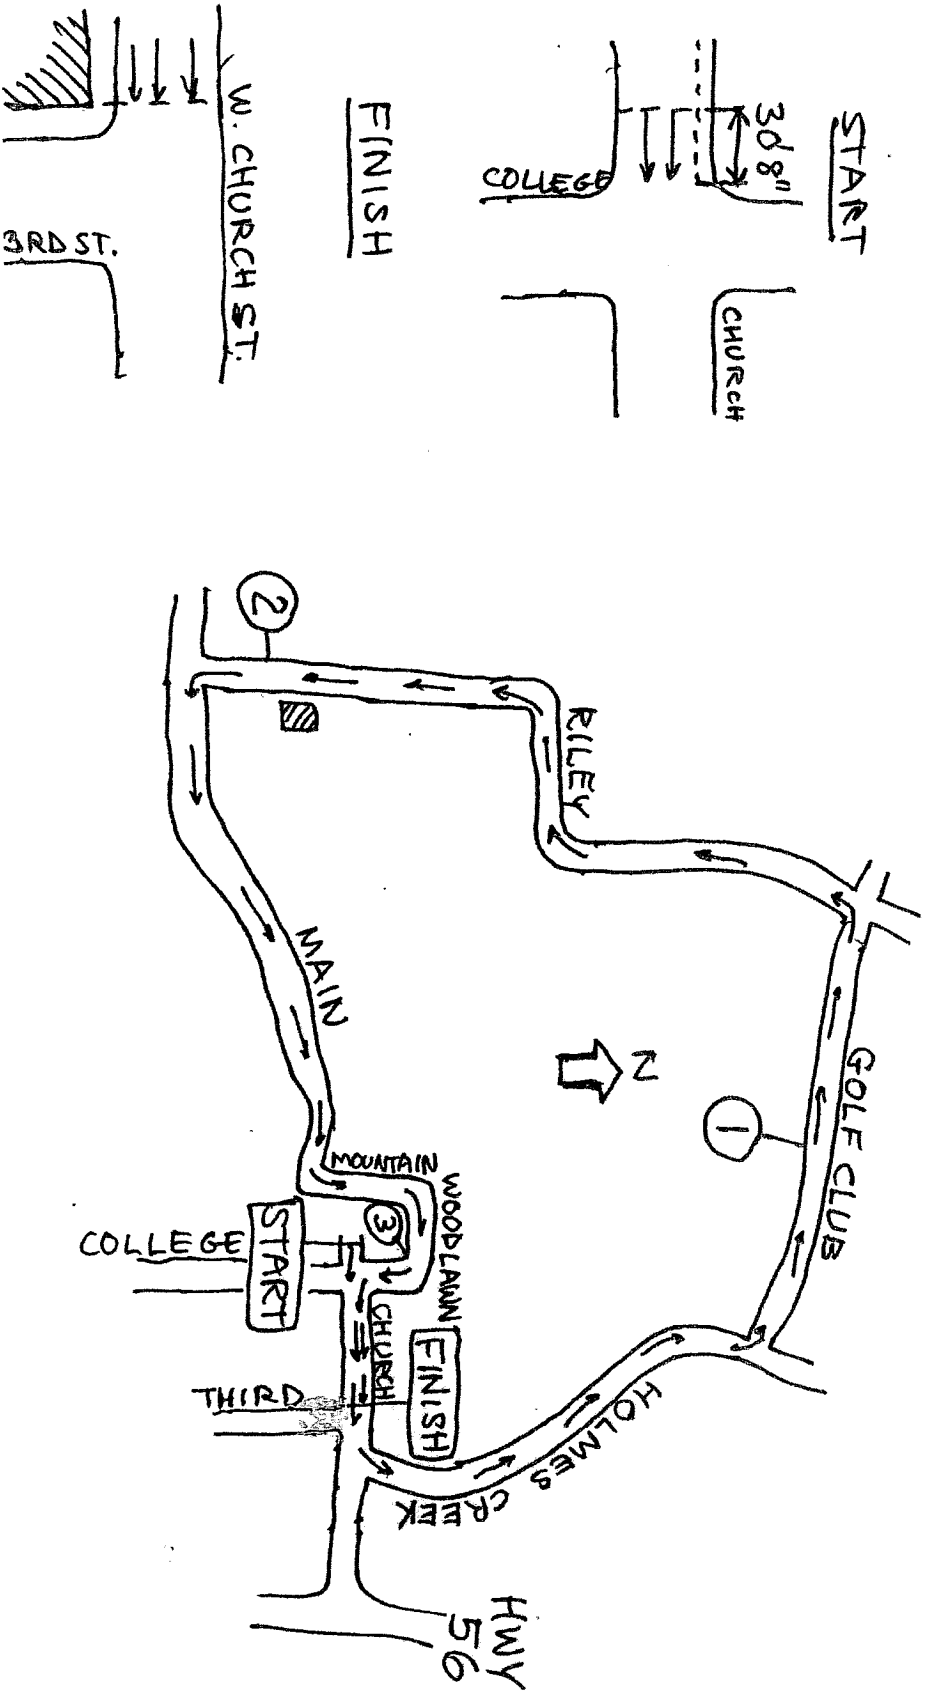 START
30' 8"
COLLEGE
CHURCH
FINISH
W. CHURCH ST.
3RD ST.
2
RILEY
MAIN
N
1
GOLF CLUB
MOUNTAIN
WOODLAWN
3
COLLEGE
START
CHURCH
FINISH
THIRD
HOLMES CREEK
HWY
56